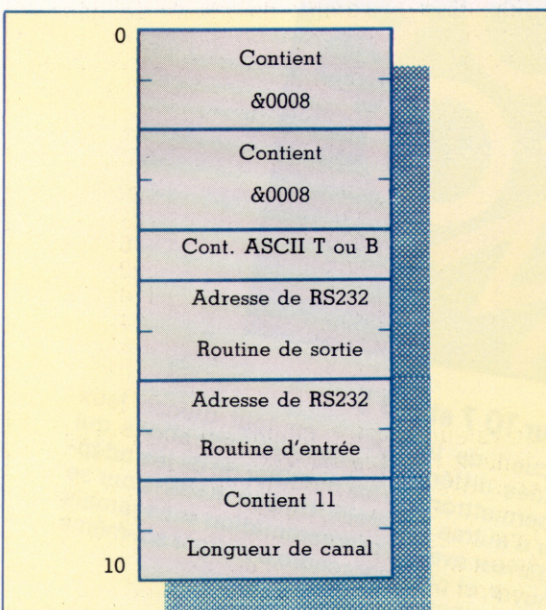 0
Contient
&0008
Contient
&0008
Cont. ASCII T ou B
Adresse de RS232
Routine de sortie
Adresse de RS232
Routine d'entrée
Contient 11
Longueur de canal
10